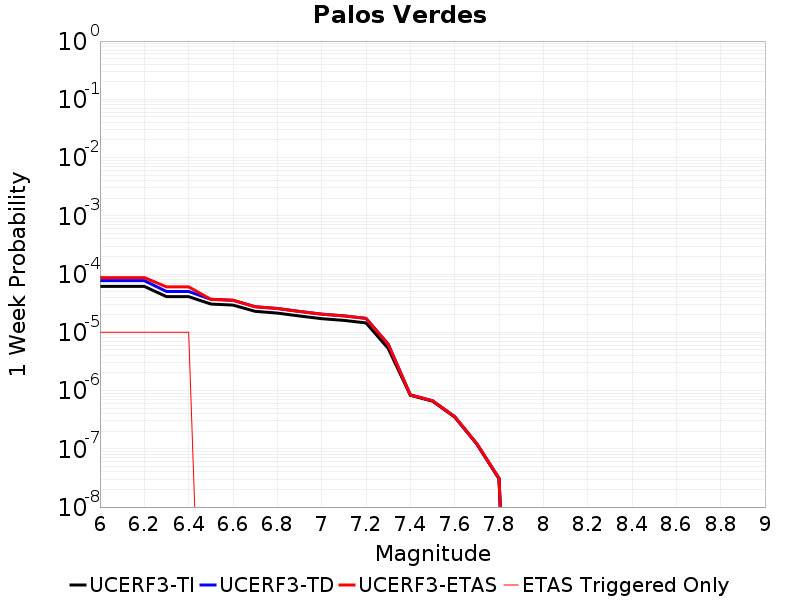 Palos Verdes
1 Week Probability
10^0
10^-1
10^-2
10^-3
10^-4
10^-5
10^-6
10^-7
10^-8
6 6.2 6.4 6.6 6.8 7 7.2 7.4 7.6 7.8 8 8.2 8.4 8.6 8.8 9
Magnitude
UCERF3-TI UCERF3-TD UCERF3-ETAS ETAS Triggered Only